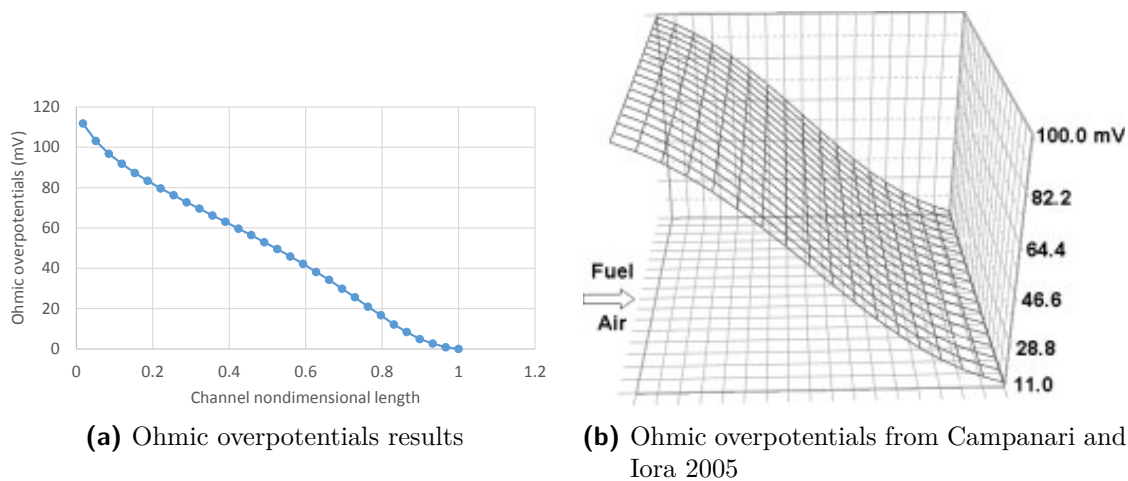 120
100
80
60
40
20
0
0
0.2
0.4
0.6
0.8
1
1.2
Ohmic overpotentials (mV)
Channel nondimensional length
(a) Ohmic overpotentials results
100.0 mV
82.2
64.4
46.6
28.8
11.0
Fuel
Air
(b) Ohmic overpotentials from Campanari and
Iora 2005